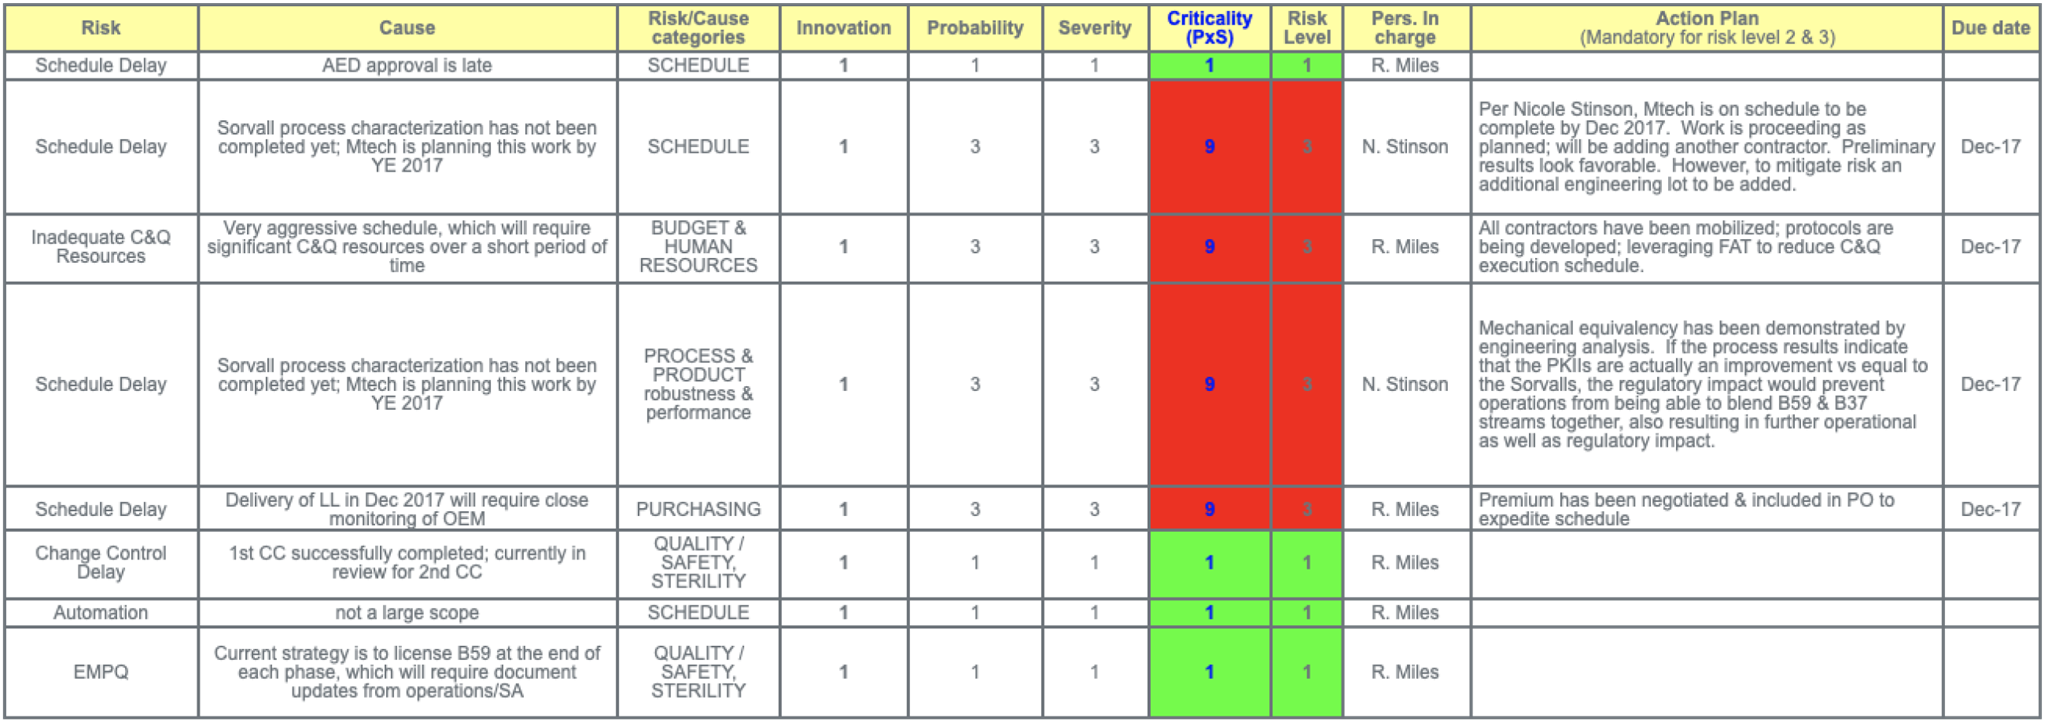 Risk
Cause
Risk/Cause
categories
Innovation
Probability
Severity
Criticality
(PxS)
Risk
Level
Pers. In
charge
Action Plan
(Mandatory for risk level 2 & 3)
Due date
Schedule Delay
AED approval is late
SCHEDULE
1
1
1
1
1
R. Miles
Schedule Delay
Sorvall process characterization has not been
completed yet; Mtech is planning this work by
YE 2017
SCHEDULE
1
3
3
9
3
N. Stinson
Per Nicole Stinson, Mtech is on schedule to be
complete by Dec 2017. Work is proceeding as
planned; will be adding another contractor. Preliminary
results look favorable. However, to mitigate risk an
additional engineering lot to be added.
Dec-17
Inadequate C&Q
Resources
Very aggressive schedule, which will require
significant C&Q resources over a short period of
time
BUDGET &
HUMAN
RESOURCES
1
3
3
9
3
R. Miles
All contractors have been mobilized; protocols are
being developed; leveraging FAT to reduce C&Q
execution schedule.
Dec-17
Schedule Delay
Sorvall process characterization has not been
completed yet; Mtech is planning this work by
YE 2017
PROCESS &
PRODUCT
robustness &
performance
1
3
3
9
3
N. Stinson
Mechanical equivalency has been demonstrated by
engineering analysis. If the process results indicate
that the PKIIs are actually an improvement vs equal to
the Sorvalls, the regulatory impact would prevent
operations from being able to blend B59 & B37
streams together, also resulting in further operational
as well as regulatory impact.
Dec-17
Schedule Delay
Delivery of LL in Dec 2017 will require close
monitoring of OEM
PURCHASING
1
3
3
9
3
R. Miles
Premium has been negotiated & included in PO to
expedite schedule
Dec-17
Change Control
Delay
1st CC successfully completed; currently in
review for 2nd CC
QUALITY /
SAFETY,
STERILITY
1
1
1
1
1
R. Miles
Automation
not a large scope
SCHEDULE
1
1
1
1
1
R. Miles
EMPQ
Current strategy is to license B59 at the end of
each phase, which will require document
updates from operations/SA
QUALITY /
SAFETY,
STERILITY
1
1
1
1
1
R. Miles